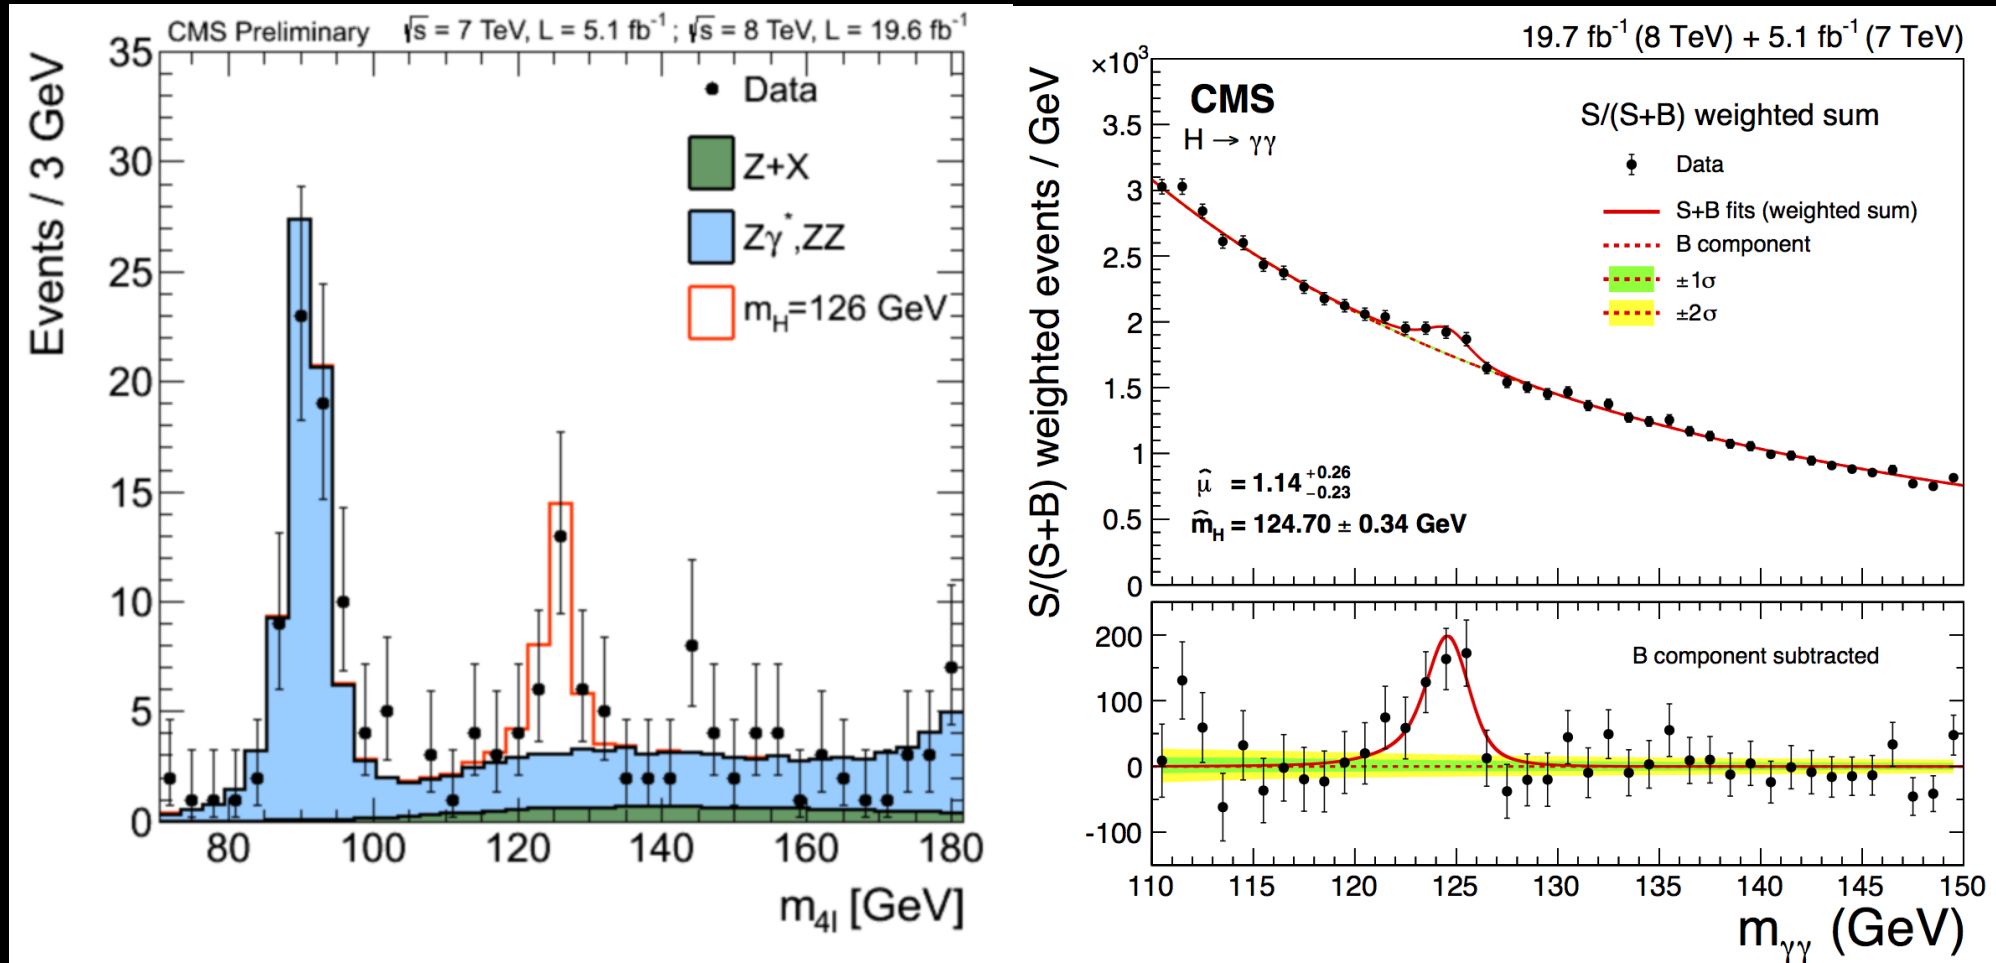 CMS Preliminary √s = 7 TeV, L = 5.1 fb⁻¹ ; √s = 8 TeV, L = 19.6 fb⁻¹
Events / 3 GeV
35
30
25
20
15
10
5
0
Data
Z+X
Zγ*,ZZ
mH=126 GeV
80 100 120 140 160 180
m4l [GeV]
19.7 fb⁻¹ (8 TeV) + 5.1 fb⁻¹ (7 TeV)
S/(S+B) weighted events / GeV
×10³
3.5
3
2.5
2
1.5
1
0.5
0
CMS
H → γγ
S/(S+B) weighted sum
Data
S+B fits (weighted sum)
B component
±1σ
±2σ
μ̂ = 1.14 +0.26 −0.23
m̂H = 124.70 ± 0.34 GeV
200
100
0
-100
B component subtracted
110 115 120 125 130 135 140 145 150
mγγ (GeV)